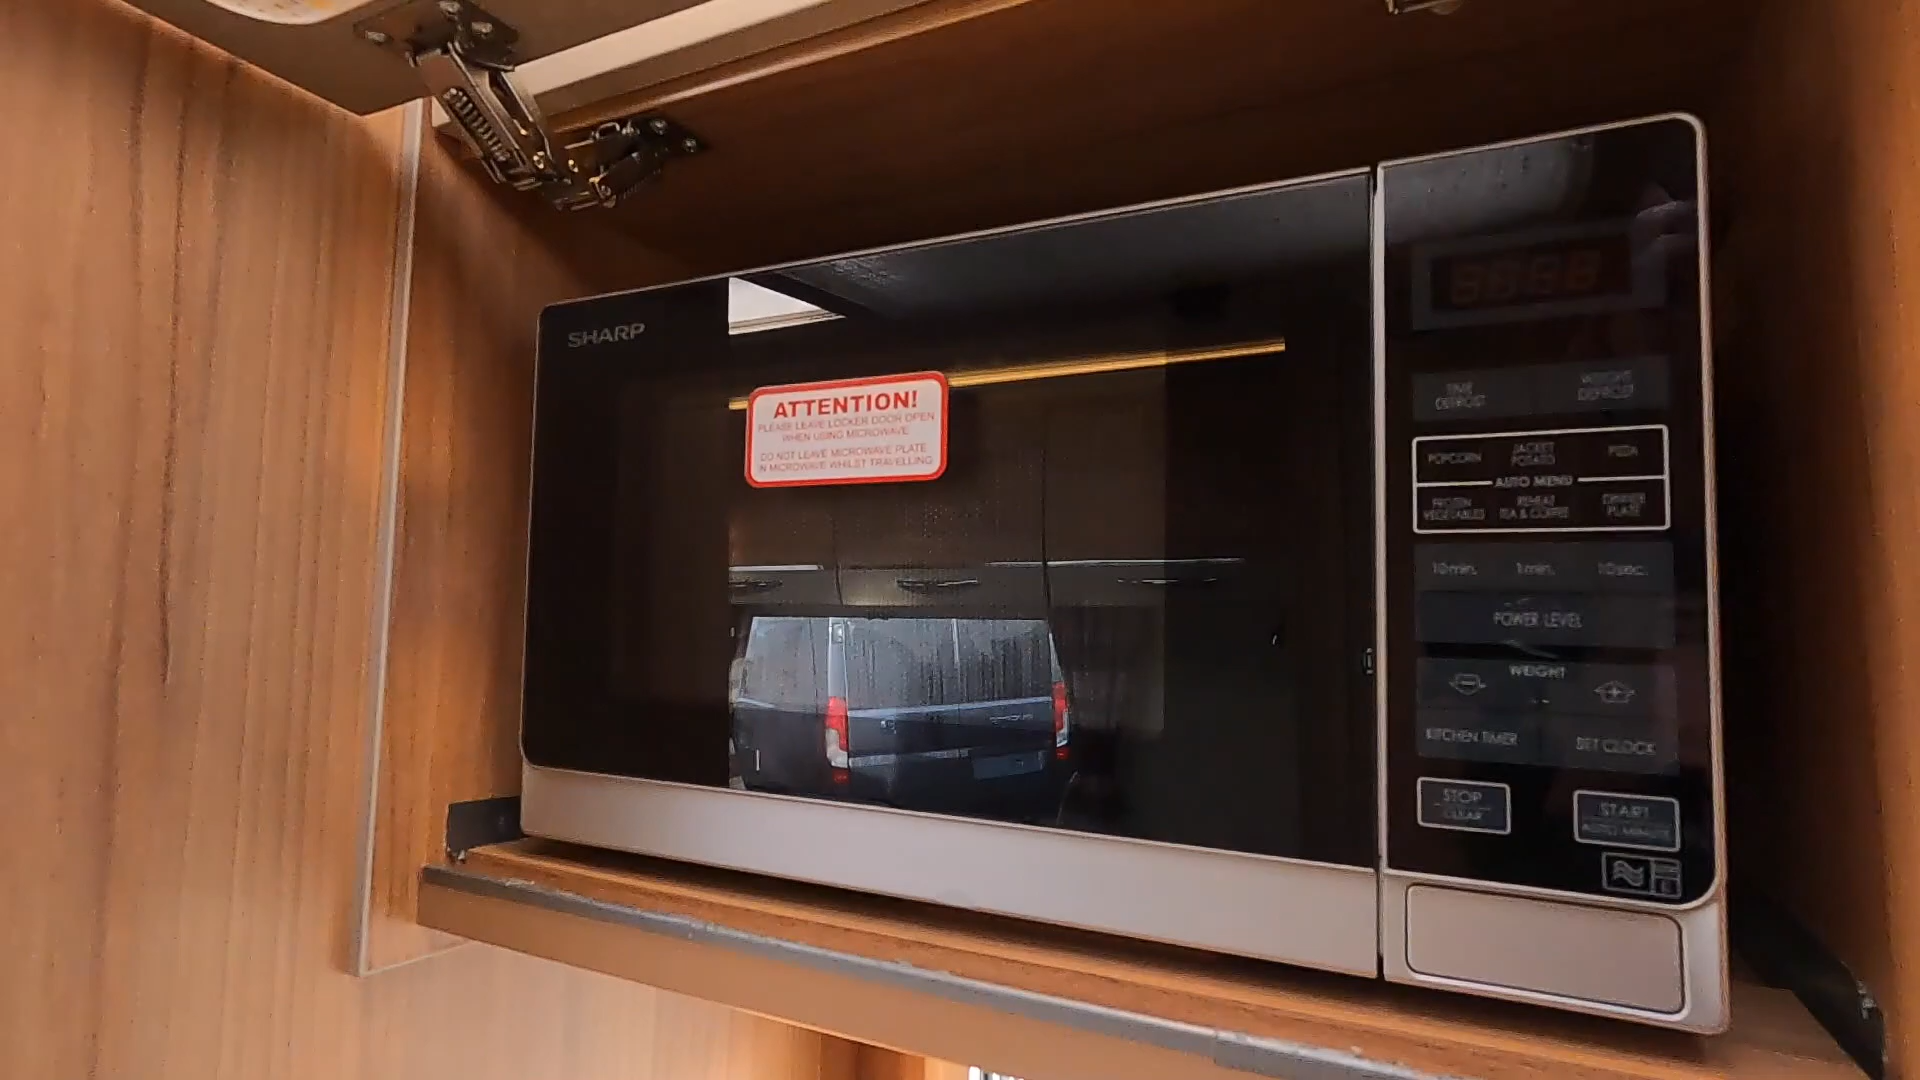 SHARP
ATTENTION!
PLEASE LEAVE LOCKER DOOR OPEN
WHEN USING MICROWAVE
DO NOT LEAVE MICROWAVE PLATE
IN MICROWAVE WHILST TRAVELLING
TIME DEFROST
WEIGHT DEFROST
POPCORN
JACKET POTATO
PIZZA
AUTO MENU
FROZEN VEGETABLES
REHEAT TEA & COFFEE
DINNER PLATE
10min.
1min.
10sec.
POWER LEVEL
WEIGHT
KITCHEN TIMER
SET CLOCK
STOP
CLEAR
START
AUTO MINUTE